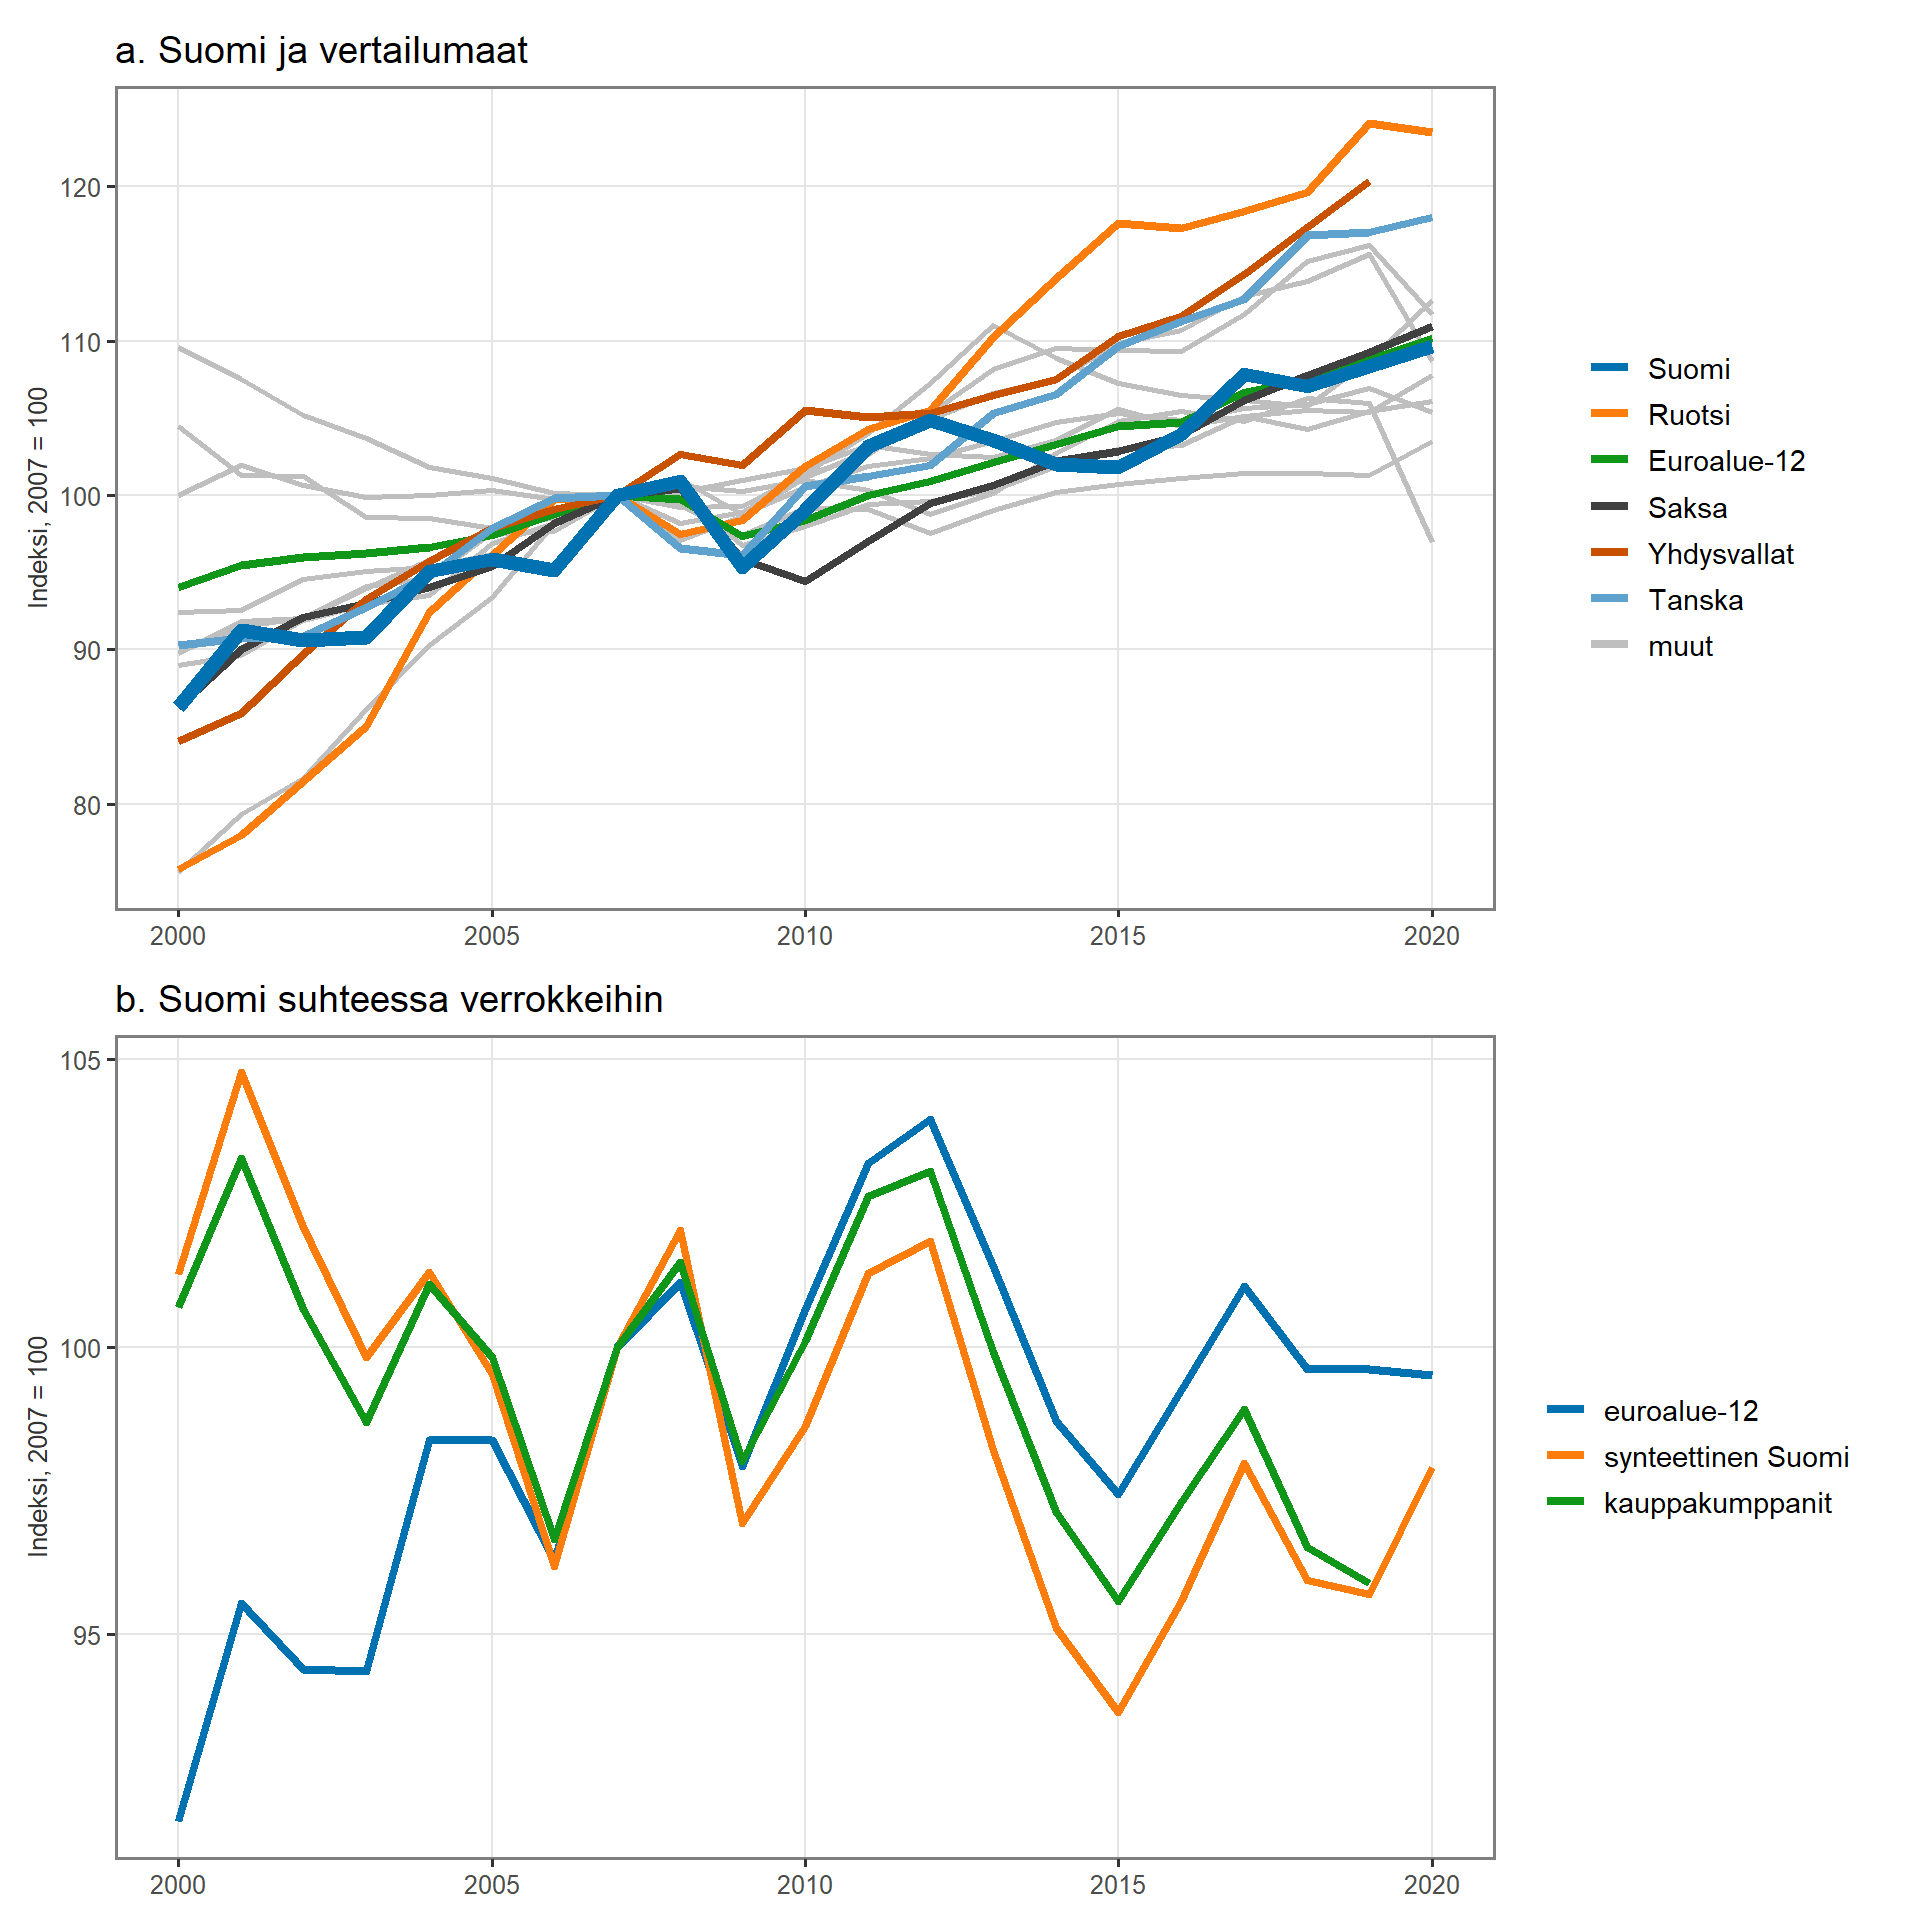 a. Suomi ja vertailumaat
Indeksi, 2007 = 100
120
110
100
90
80
2000
2005
2010
2015
2020
Suomi
Ruotsi
Euroalue-12
Saksa
Yhdysvallat
Tanska
muut
b. Suomi suhteessa verrokkeihin
Indeksi, 2007 = 100
105
100
95
2000
2005
2010
2015
2020
euroalue-12
synteettinen Suomi
kauppakumppanit